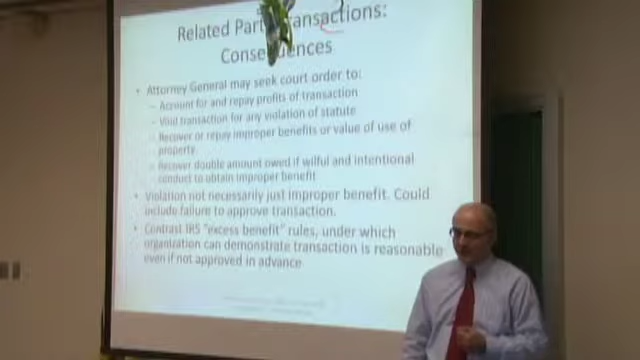 Related Party Transactions:
Consequences
• Attorney General may seek court order to:
– Account for and repay profits of transaction
– Void transaction for any violation of statute
– Recover or repay improper benefits or value of use of
property
– Recover double amount owed if wilful and intentional
conduct to obtain improper benefit
• Violation not necessarily just improper benefit. Could
include failure to approve transaction.
• Contrast IRS "excess benefit" rules, under which
organization can demonstrate transaction is reasonable
even if not approved in advance